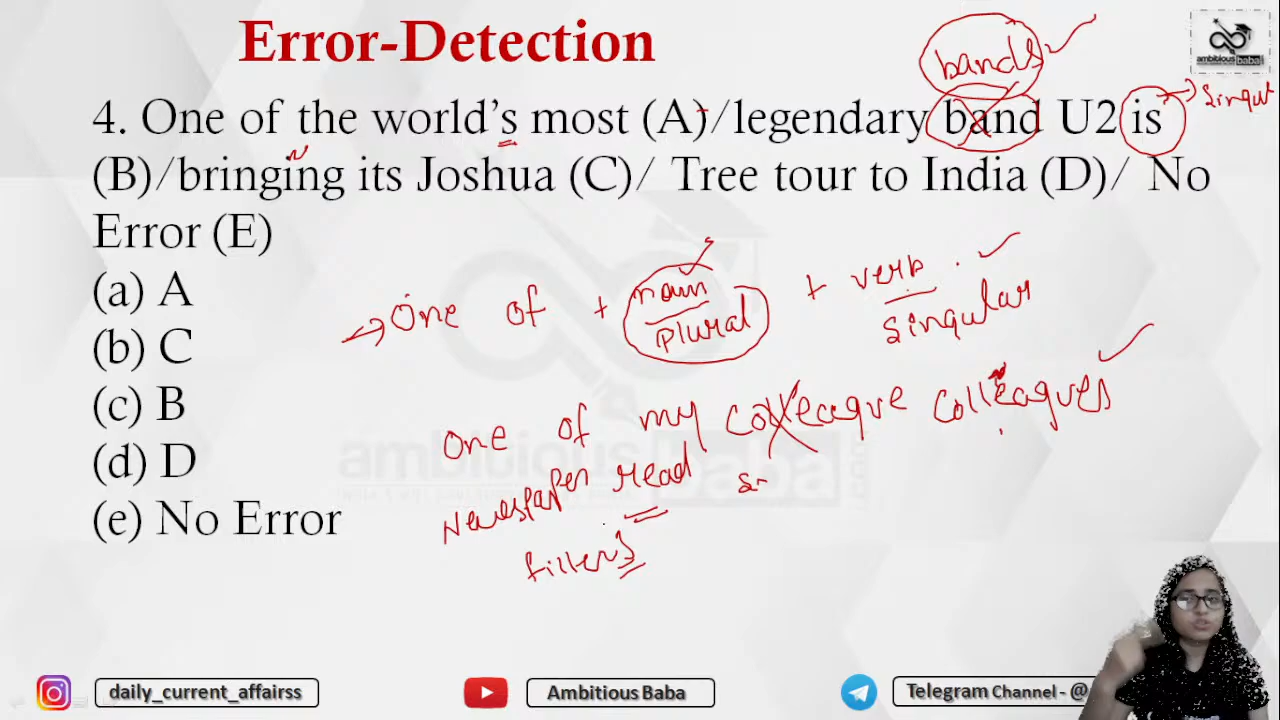 Error-Detection
bands
ambitious baba
4. One of the world's most (A)/legendary band U2 is
(B)/bringing its Joshua (C)/ Tree tour to India (D)/ No
Error (E)
(a) A
(b) C
(c) B
(d) D
(e) No Error
One of + noun + verb
plural singular
One of my colleague colleagues
Newspaper read
fillers
daily_current_affairss
Ambitious Baba
Telegram Channel - @